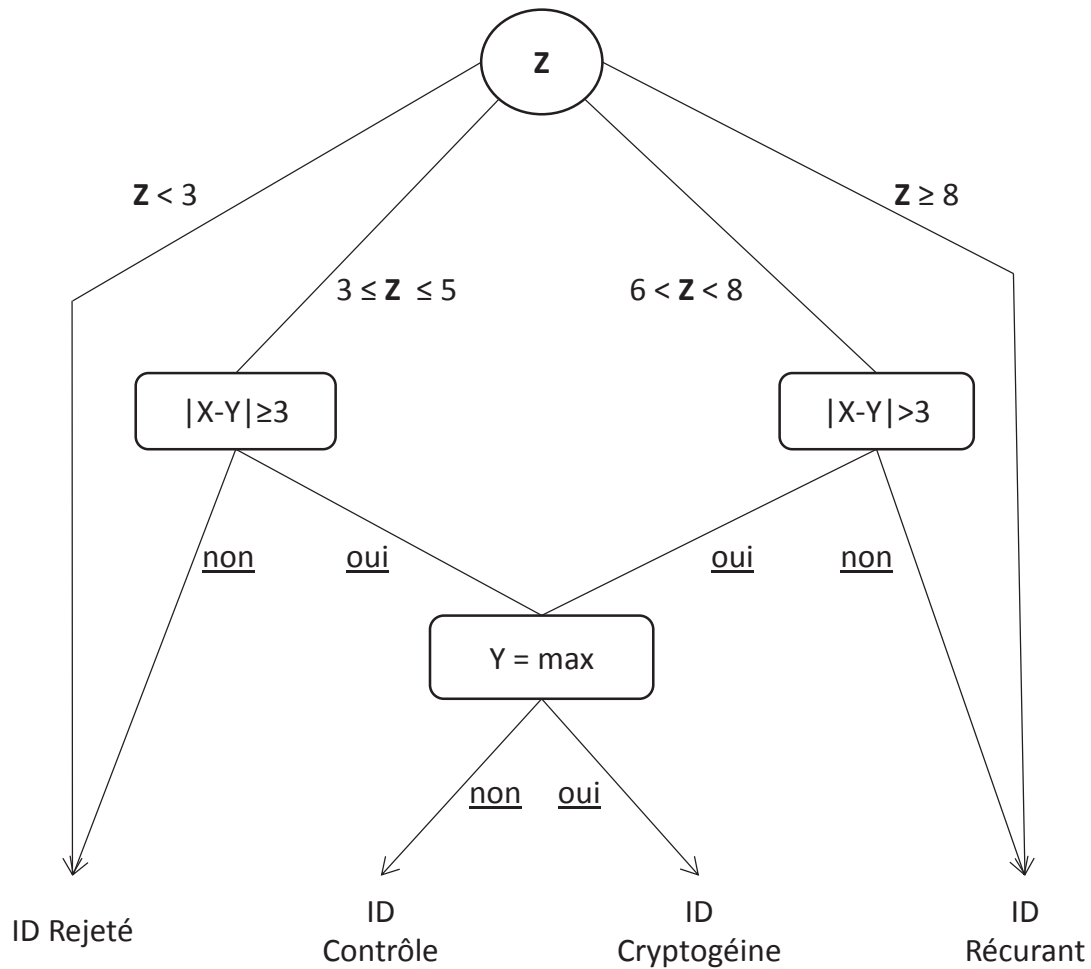 Z
Z < 3
Z ≥ 8
3 ≤ Z ≤ 5
6 < Z < 8
|X-Y|≥3
|X-Y|>3
non
oui
oui
non
Y = max
non
oui
ID Rejeté
ID
Contrôle
ID
Cryptogéine
ID
Récurant